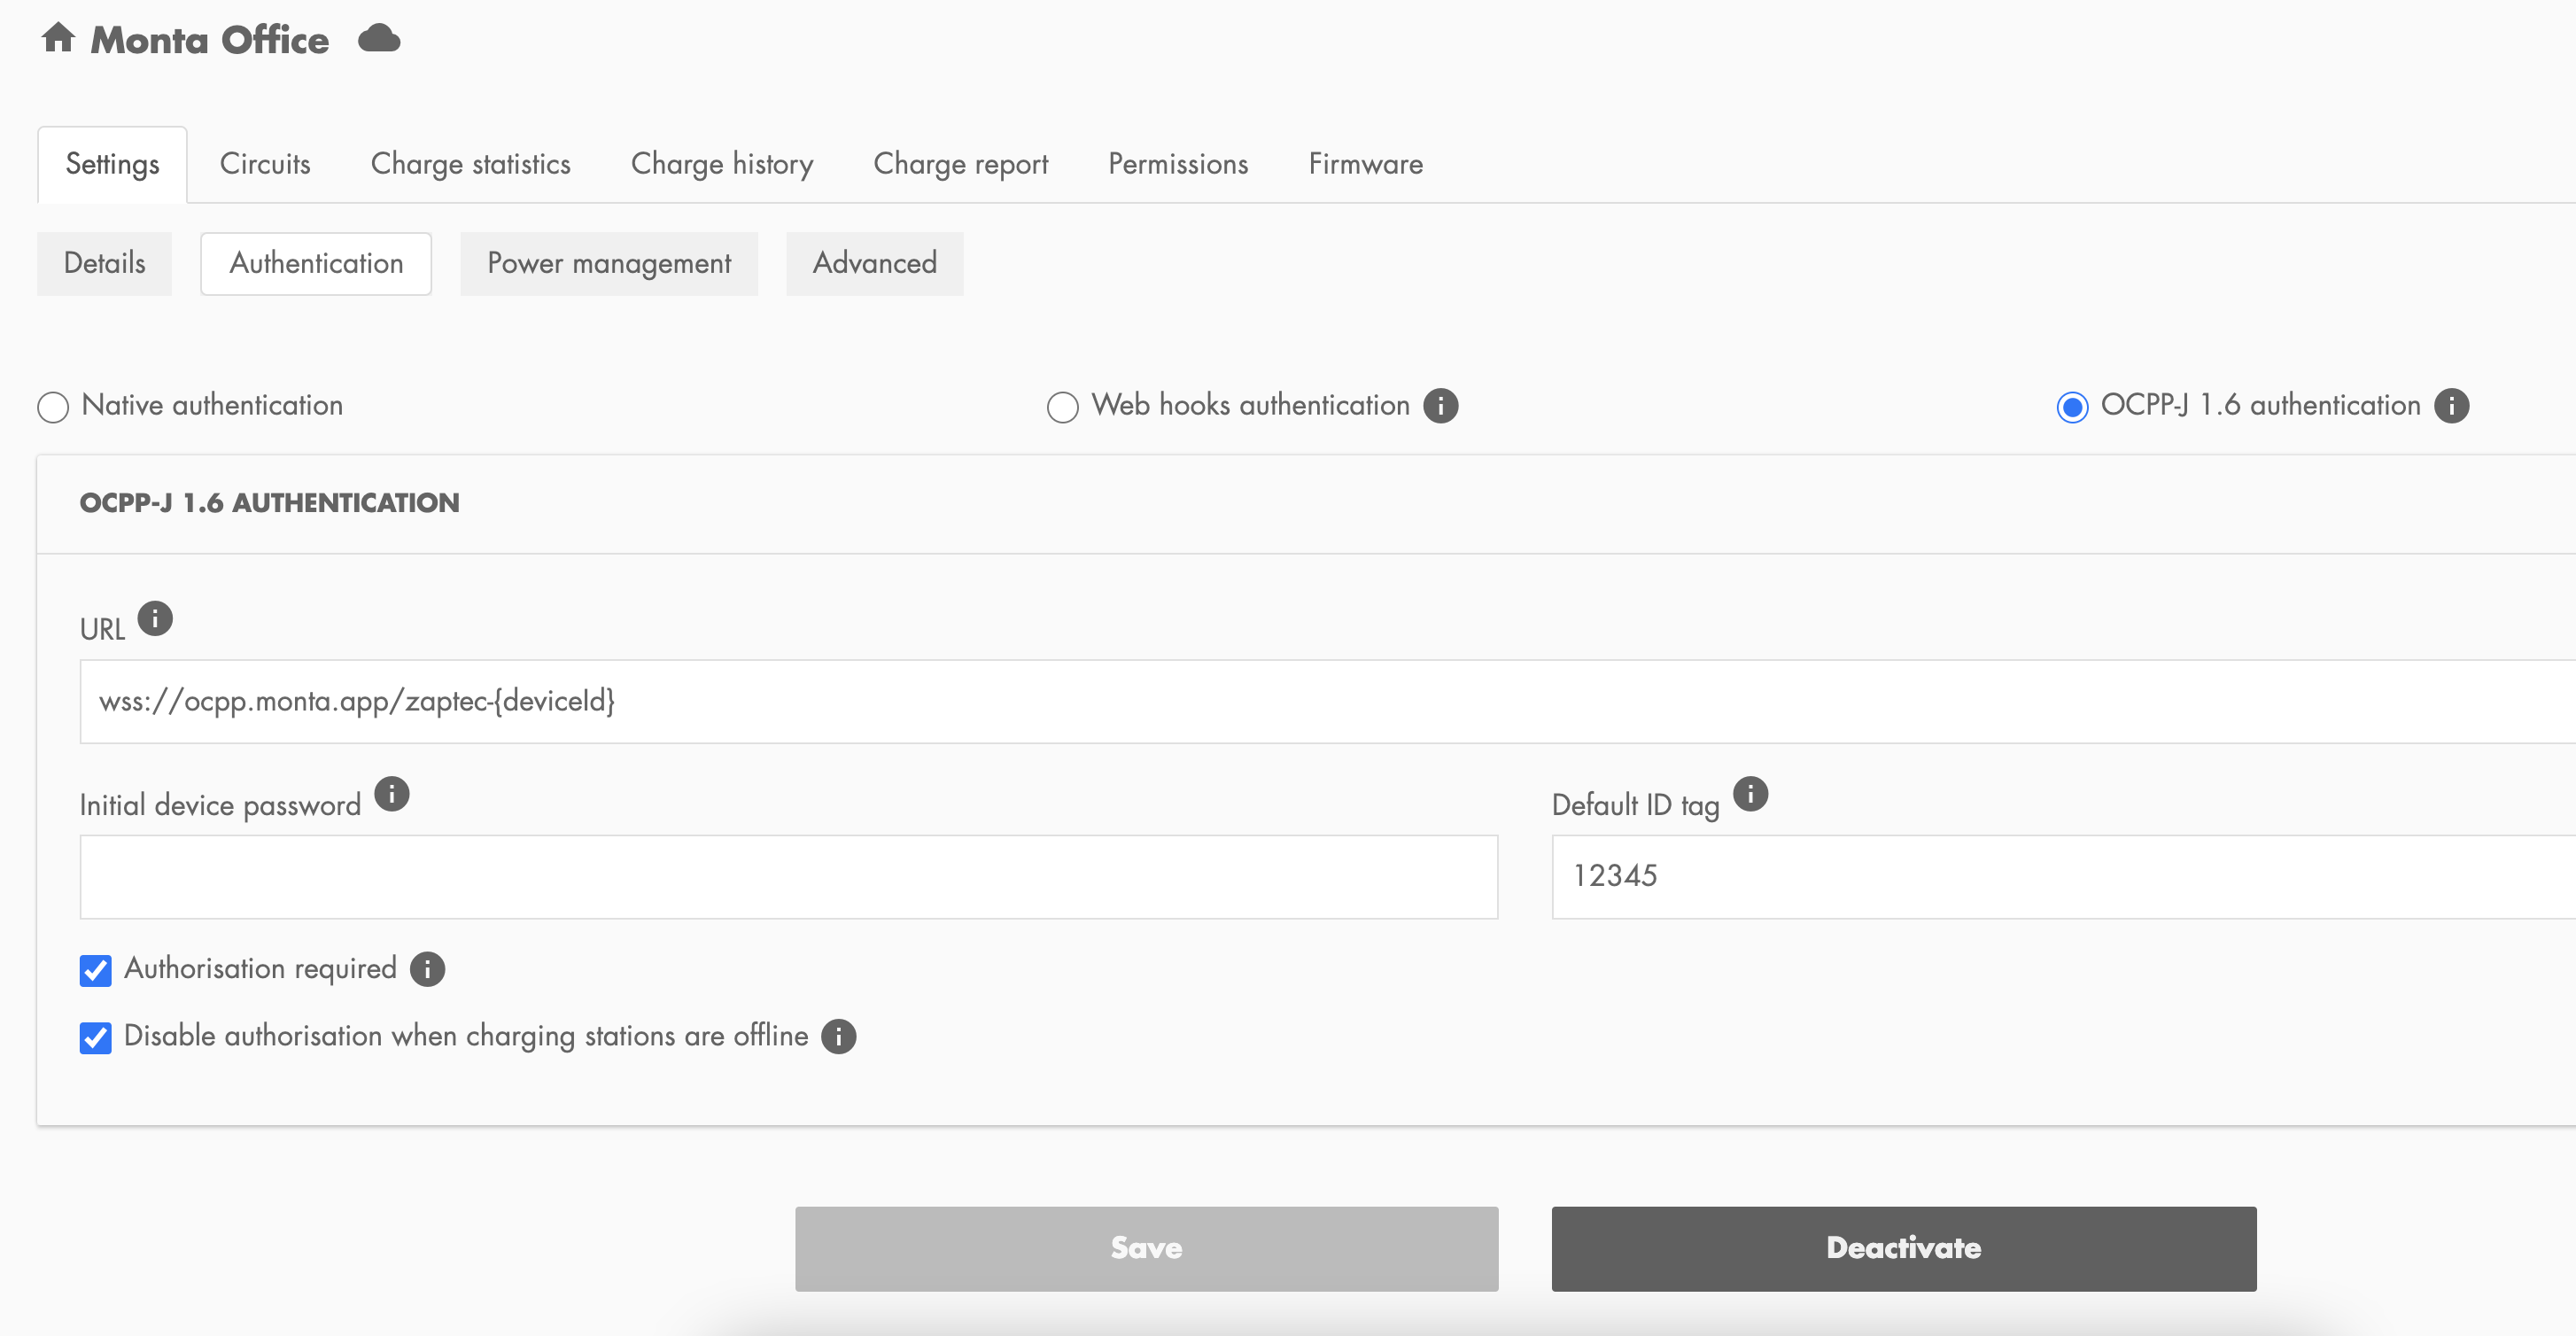 Monta Office
Settings Circuits Charge statistics Charge history Charge report Permissions Firmware
Details Authentication Power management Advanced
Native authentication Web hooks authentication OCPP-J 1.6 authentication
OCPP-J 1.6 AUTHENTICATION
URL
wss://ocpp.monta.app/zaptec-{deviceId}
Initial device password Default ID tag
12345
Authorisation required
Disable authorisation when charging stations are offline
Save Deactivate